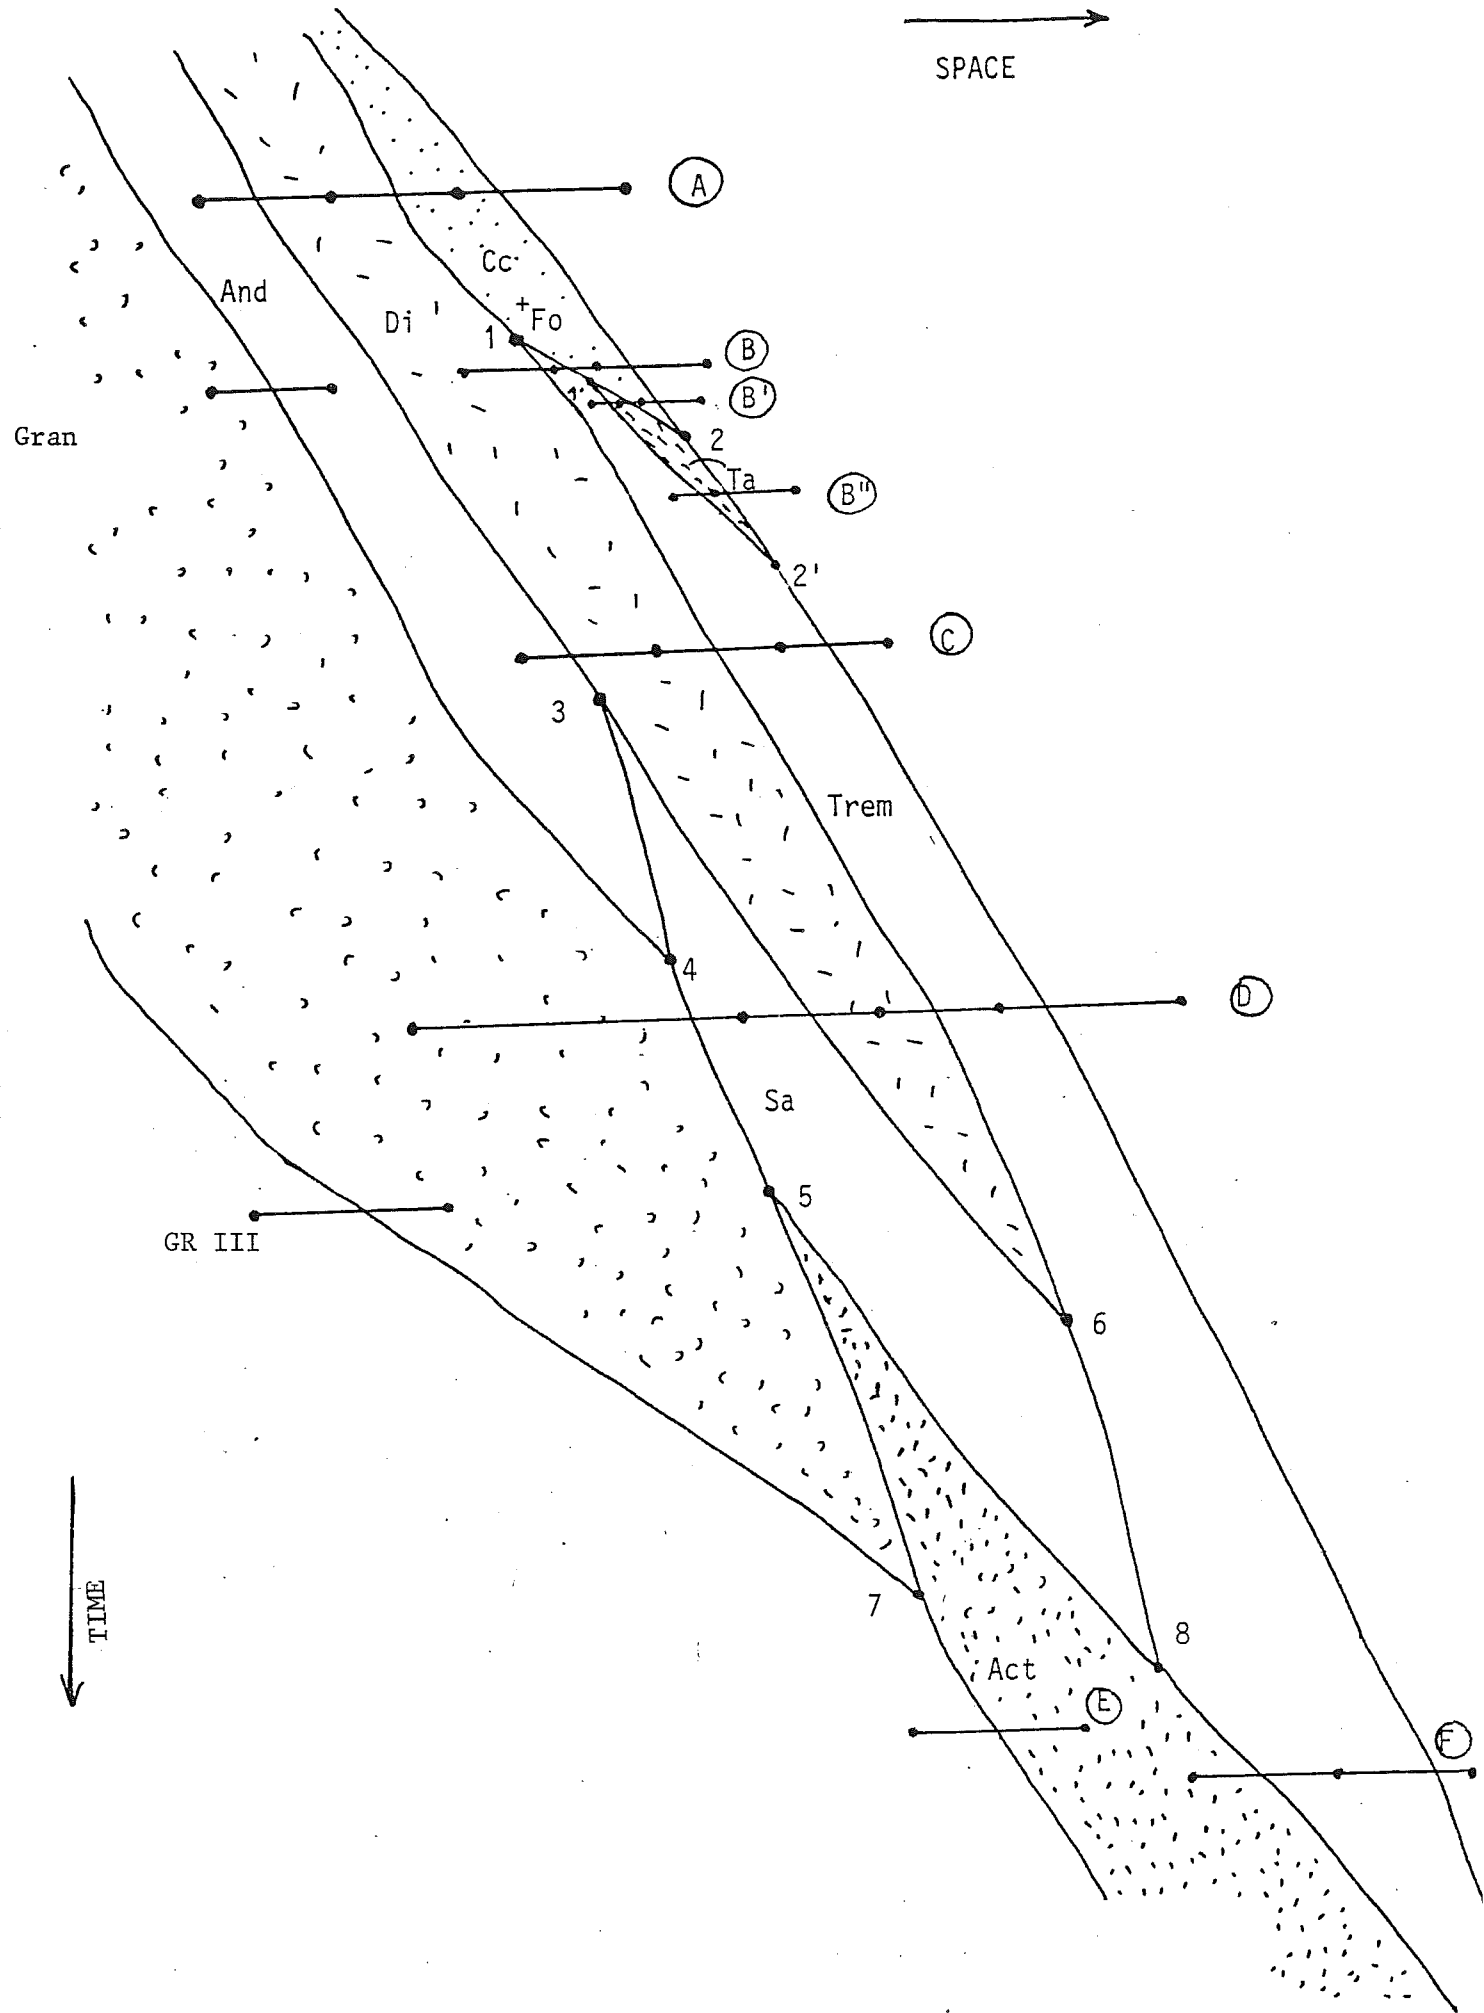 SPACE
A
Cc
And
+
Fo
Di
1
B
1'
B'
Gran
2
Ta
B"
2'
C
3
Trem
4
D
Sa
5
GR III
6
7
TIME
8
Act
E
F